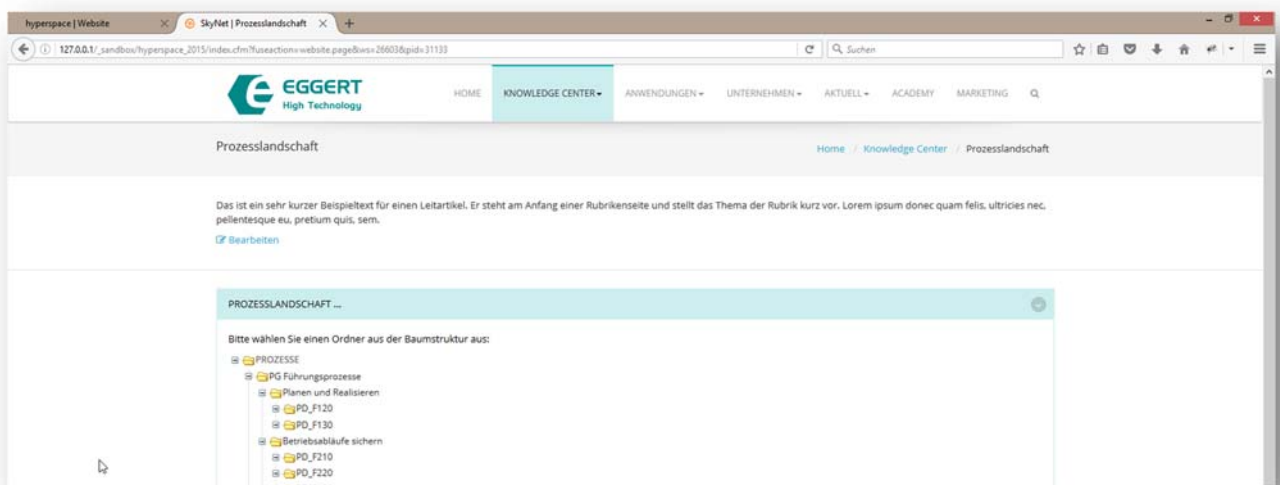 hyperspace | Website
SkyNet | Prozesslandschaft
127.0.0.1/_sandbox/hyperspace_2015/index.cfm?fuseaction=website.page&ws=26603&pid=31133
Suchen
EGGERT
High Technology
HOME
KNOWLEDGE CENTER
ANWENDUNGEN
UNTERNEHMEN
AKTUELL
ACADEMY
MARKETING
Prozesslandschaft
Home / Knowledge Center / Prozesslandschaft
Das ist ein sehr kurzer Beispieltext für einen Leitartikel. Er steht am Anfang einer Rubrikenseite und stellt das Thema der Rubrik kurz vor. Lorem ipsum donec quam felis, ultricies nec,
pellentesque eu, pretium quis, sem.
Bearbeiten
PROZESSLANDSCHAFT ...
Bitte wählen Sie einen Ordner aus der Baumstruktur aus:
PROZESSE
PG Führungsprozesse
Planen und Realisieren
PD_F120
PD_F130
Betriebsabläufe sichern
PD_F210
PD_F220